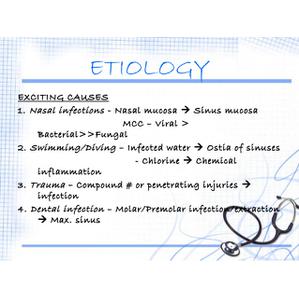 ETIOLOGY
EXCITING CAUSES
1. Nasal infections - Nasal mucosa → Sinus mucosa
MCC – Viral >
Bacterial>>Fungal
2. Swimming/Diving – Infected water → Ostia of sinuses
- Chlorine → Chemical
inflammation
3. Trauma – Compound # or penetrating injuries →
infection
4. Dental infection – Molar/Premolar infection/extraction
→ Max. sinus